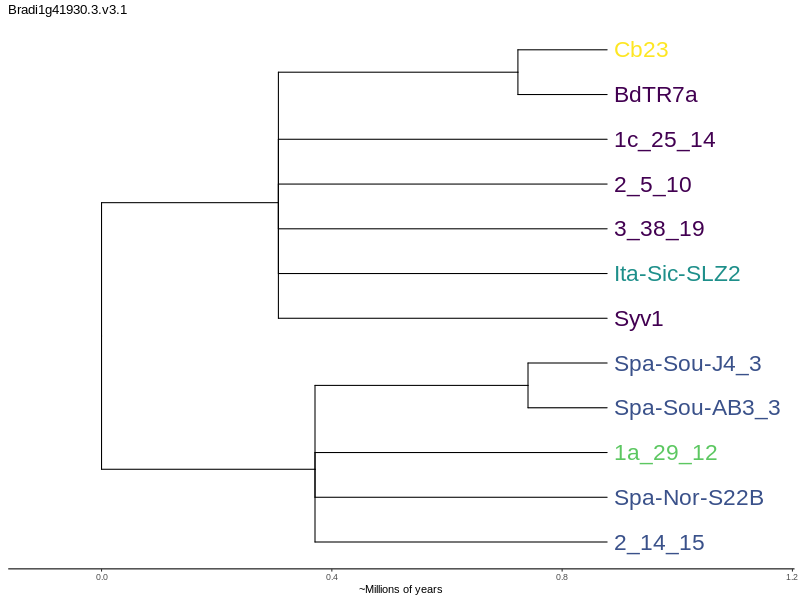 Bradi1g41930.3.v3.1
Cb23
BdTR7a
1c_25_14
2_5_10
3_38_19
Ita-Sic-SLZ2
Syv1
Spa-Sou-J4_3
Spa-Sou-AB3_3
1a_29_12
Spa-Nor-S22B
2_14_15
0.0 0.4 0.8 1.2
~Millions of years